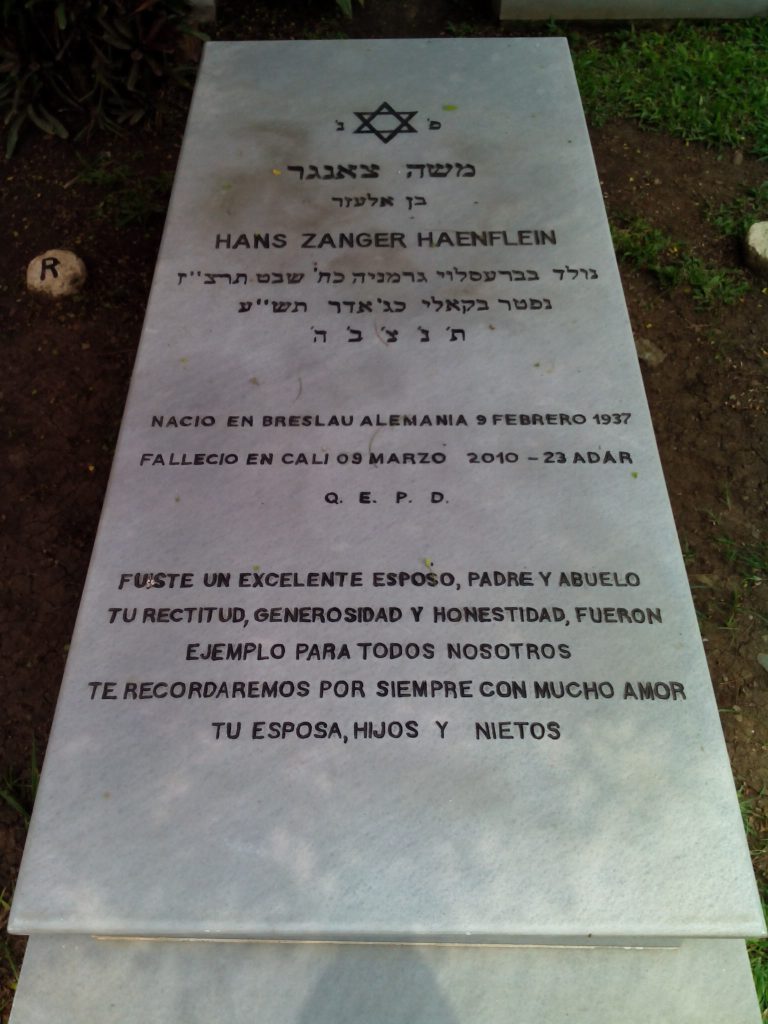 פ' נ'
משה צאנגר
בן אלעזר
HANS ZANGER HAENFLEIN
נולד בברעסלוי גרמניה כח' שבט תרצ"ז
נפטר בקאלי כג' אדר תש"ע
ת' נ' צ' ב' ה'
NACIO EN BRESLAU ALEMANIA 9 FEBRERO 1937
FALLECIO EN CALI 09 MARZO 2010 - 23 ADAR
Q. E. P. D.
FUISTE UN EXCELENTE ESPOSO, PADRE Y ABUELO
TU RECTITUD, GENEROSIDAD Y HONESTIDAD, FUERON
EJEMPLO PARA TODOS NOSOTROS
TE RECORDAREMOS POR SIEMPRE CON MUCHO AMOR
TU ESPOSA, HIJOS Y NIETOS
R